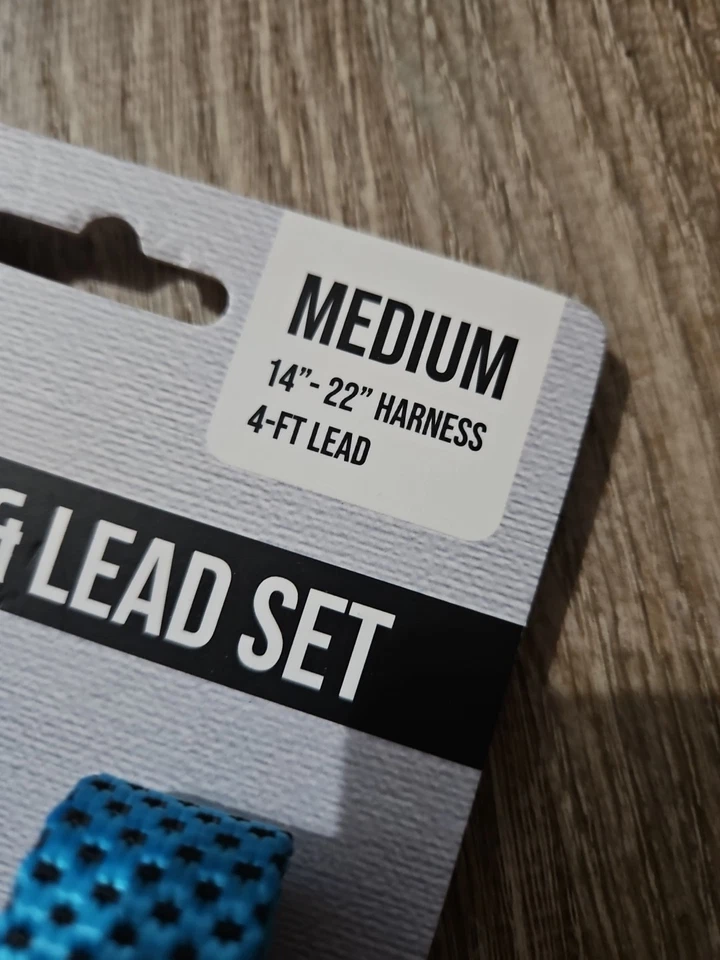 MEDIUM
14”- 22” HARNESS
4-FT LEAD
& LEAD SET